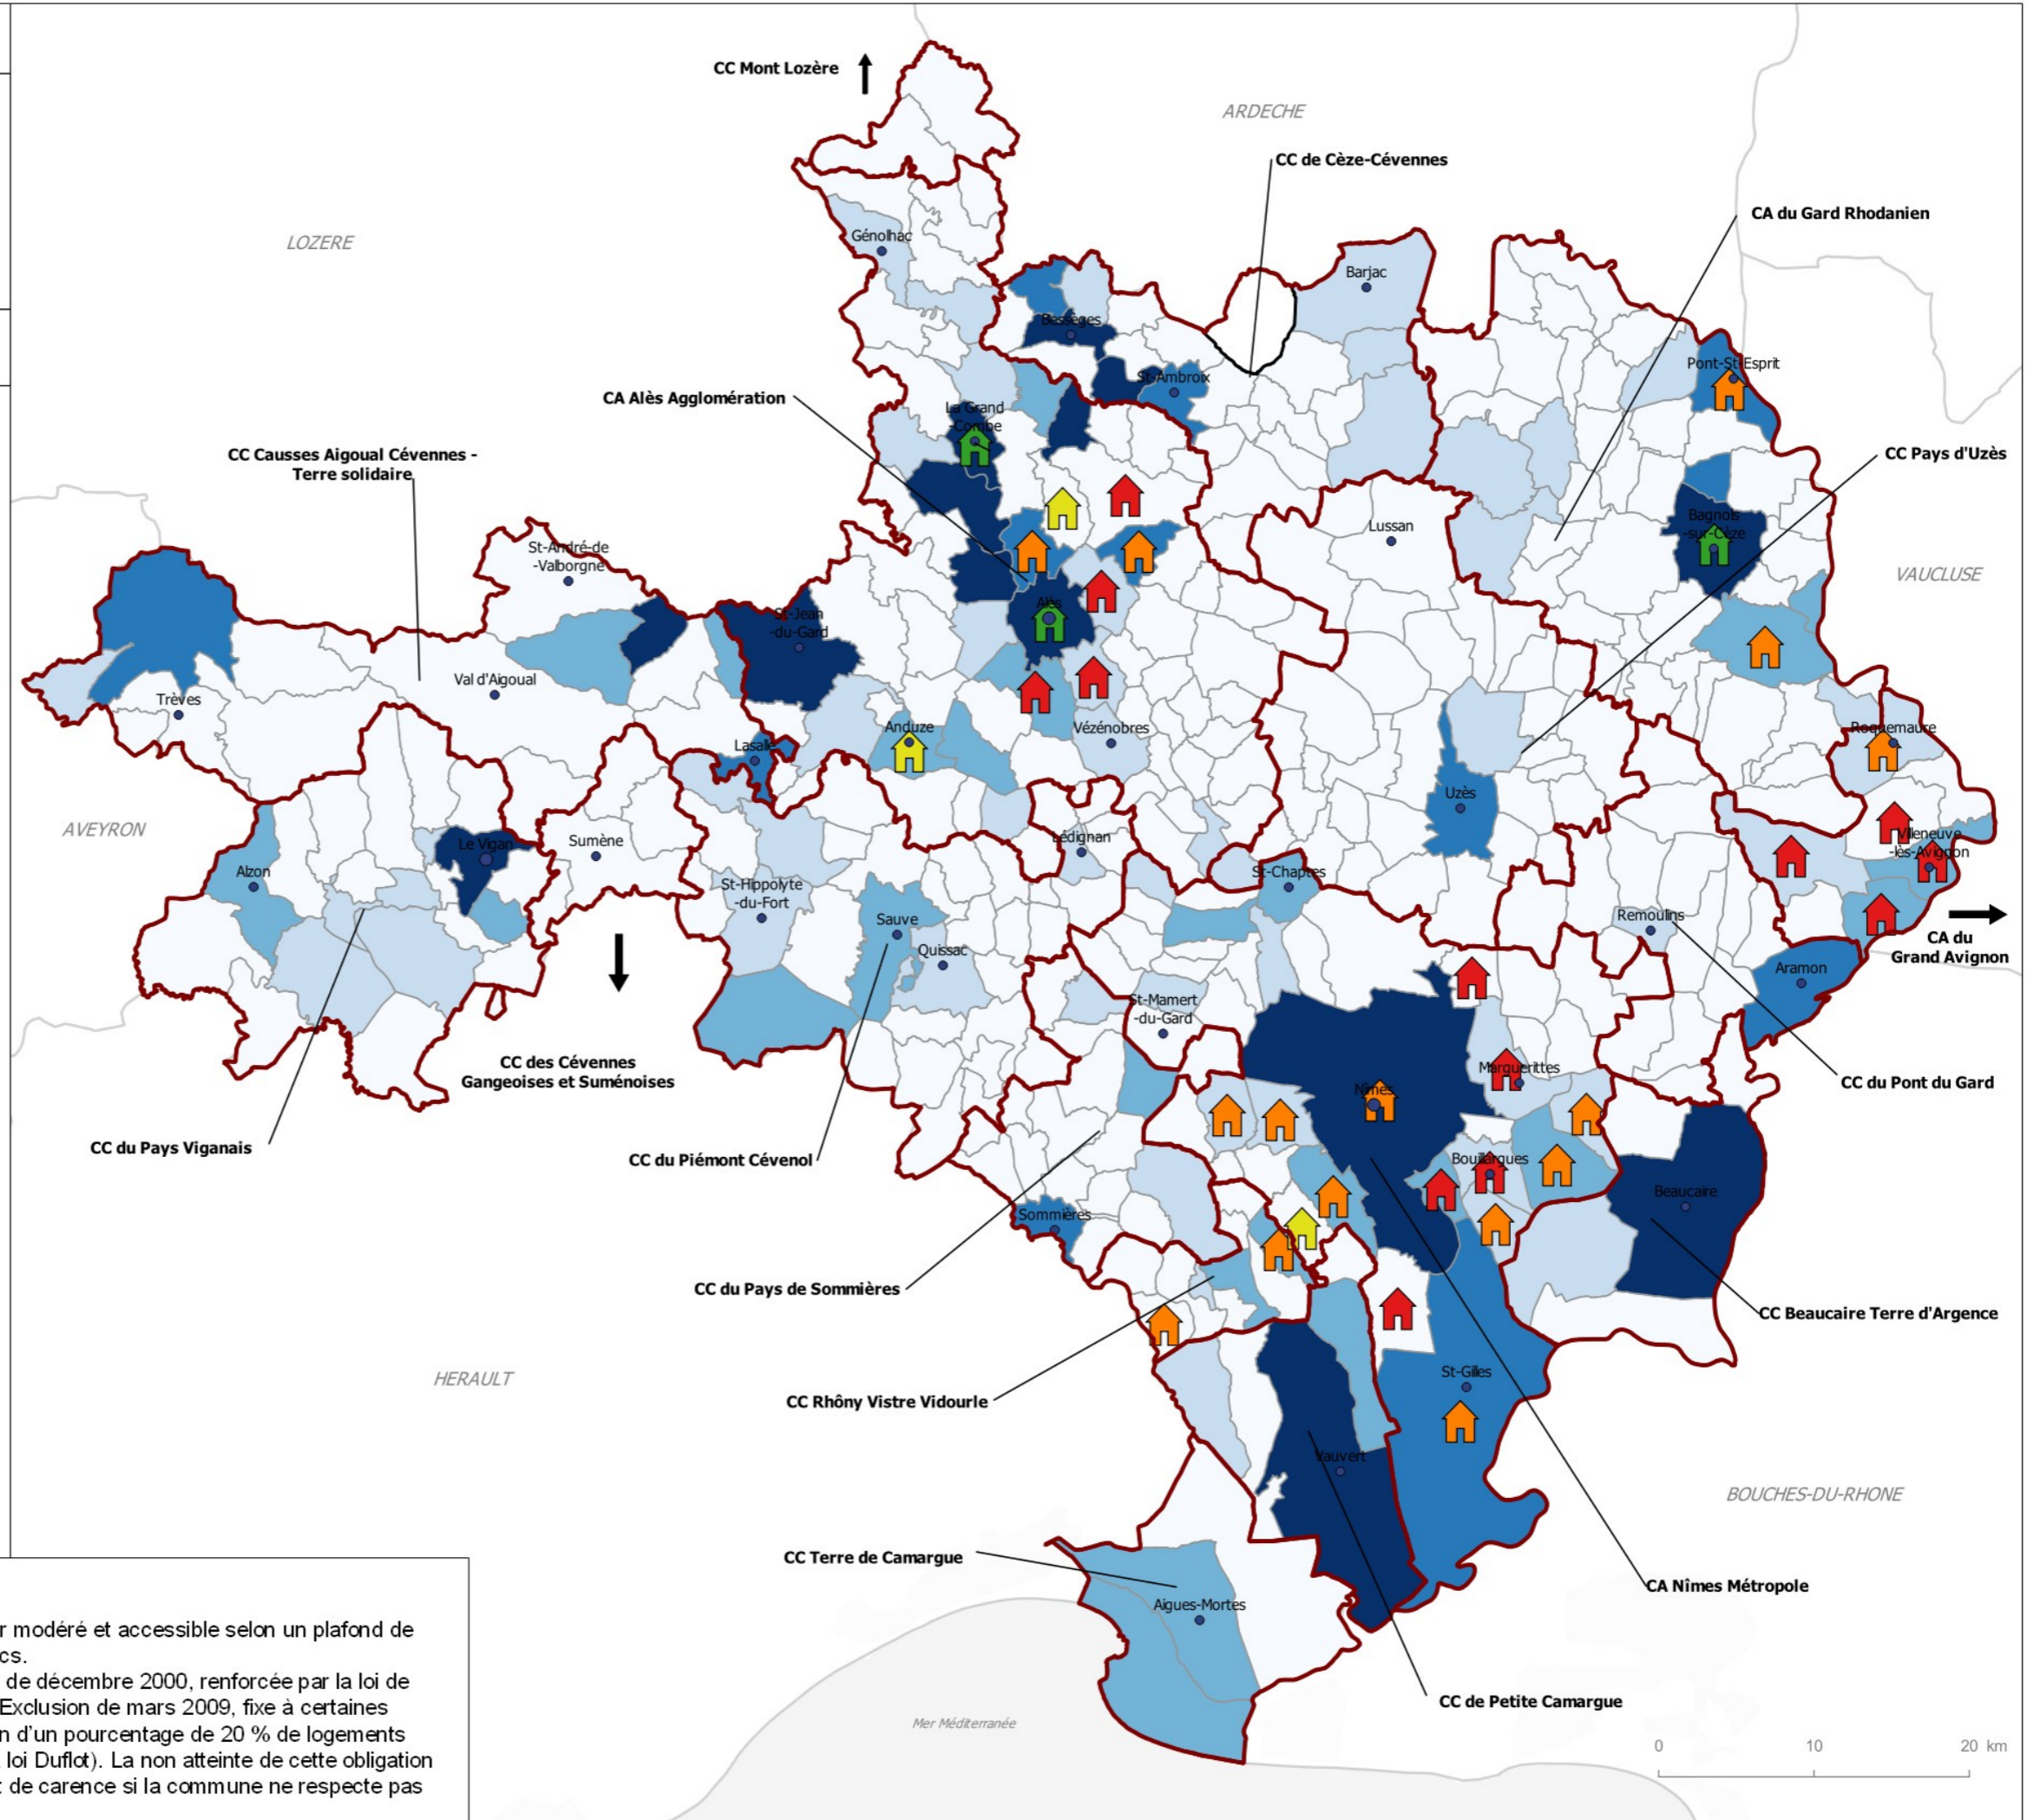 CC Mont Lozère
ARDECHE
CC de Cèze-Cévennes
CA du Gard Rhodanien
LOZERE
Génolhac
Barjac
Bessèges
Pont-St-Esprit
St-Ambroix
CA Alès Agglomération
La Grand
-Combe
CC Causses Aigoual Cévennes -
Terre solidaire
CC Pays d'Uzès
Lussan
Bagnols
-sur-Cèze
St-André-de
-Valborgne
VAUCLUSE
Alès
St-Jean
-du-Gard
Val d'Aigoual
Trèves
Anduze
Vézénobres
Roquemaure
Lasalle
Uzès
AVEYRON
Sumène
Lédignan
Villeneuve
-lès-Avignon
Le Vigan
Alzon
St-Chaptes
St-Hippolyte
-du-Fort
Sauve
Remoulins
Quissac
CA du
Grand Avignon
Aramon
St-Mamert
-du-Gard
CC des Cévennes
Gangeoises et Suménoises
Marguerittes
CC du Pont du Gard
Nîmes
CC du Pays Viganais
CC du Piémont Cévenol
Bouillargues
Beaucaire
Sommières
CC du Pays de Sommières
CC Beaucaire Terre d'Argence
HERAULT
St-Gilles
CC Rhôny Vistre Vidourle
Vauvert
BOUCHES-DU-RHONE
CC Terre de Camargue
CA Nîmes Métropole
Aigues-Mortes
r modéré et accessible selon un plafond de
cs.
de décembre 2000, renforcée par la loi de
Exclusion de mars 2009, fixe à certaines
n d'un pourcentage de 20 % de logements
loi Duflot). La non atteinte de cette obligation
t de carence si la commune ne respecte pas
CC de Petite Camargue
Mer Méditerranée
0 10 20 km